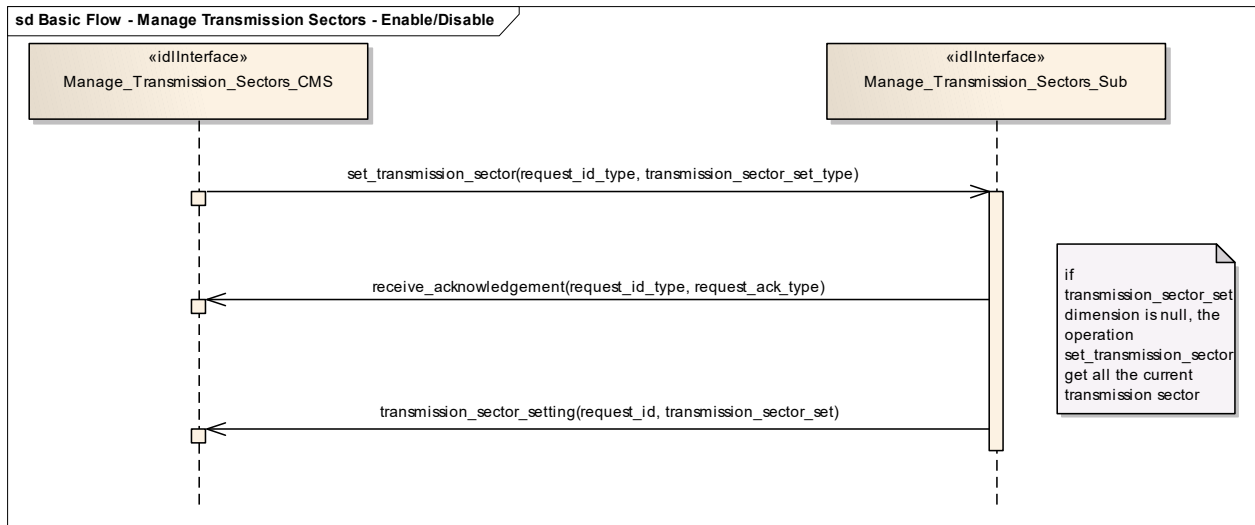 sd Basic Flow - Manage Transmission Sectors - Enable/Disable
«idlInterface»
Manage_Transmission_Sectors_CMS
«idlInterface»
Manage_Transmission_Sectors_Sub
set_transmission_sector(request_id_type, transmission_sector_set_type)
receive_acknowledgement(request_id_type, request_ack_type)
transmission_sector_setting(request_id, transmission_sector_set)
if
transmission_sector_set
dimension is null, the
operation
set_transmission_sector
get all the current
transmission sector